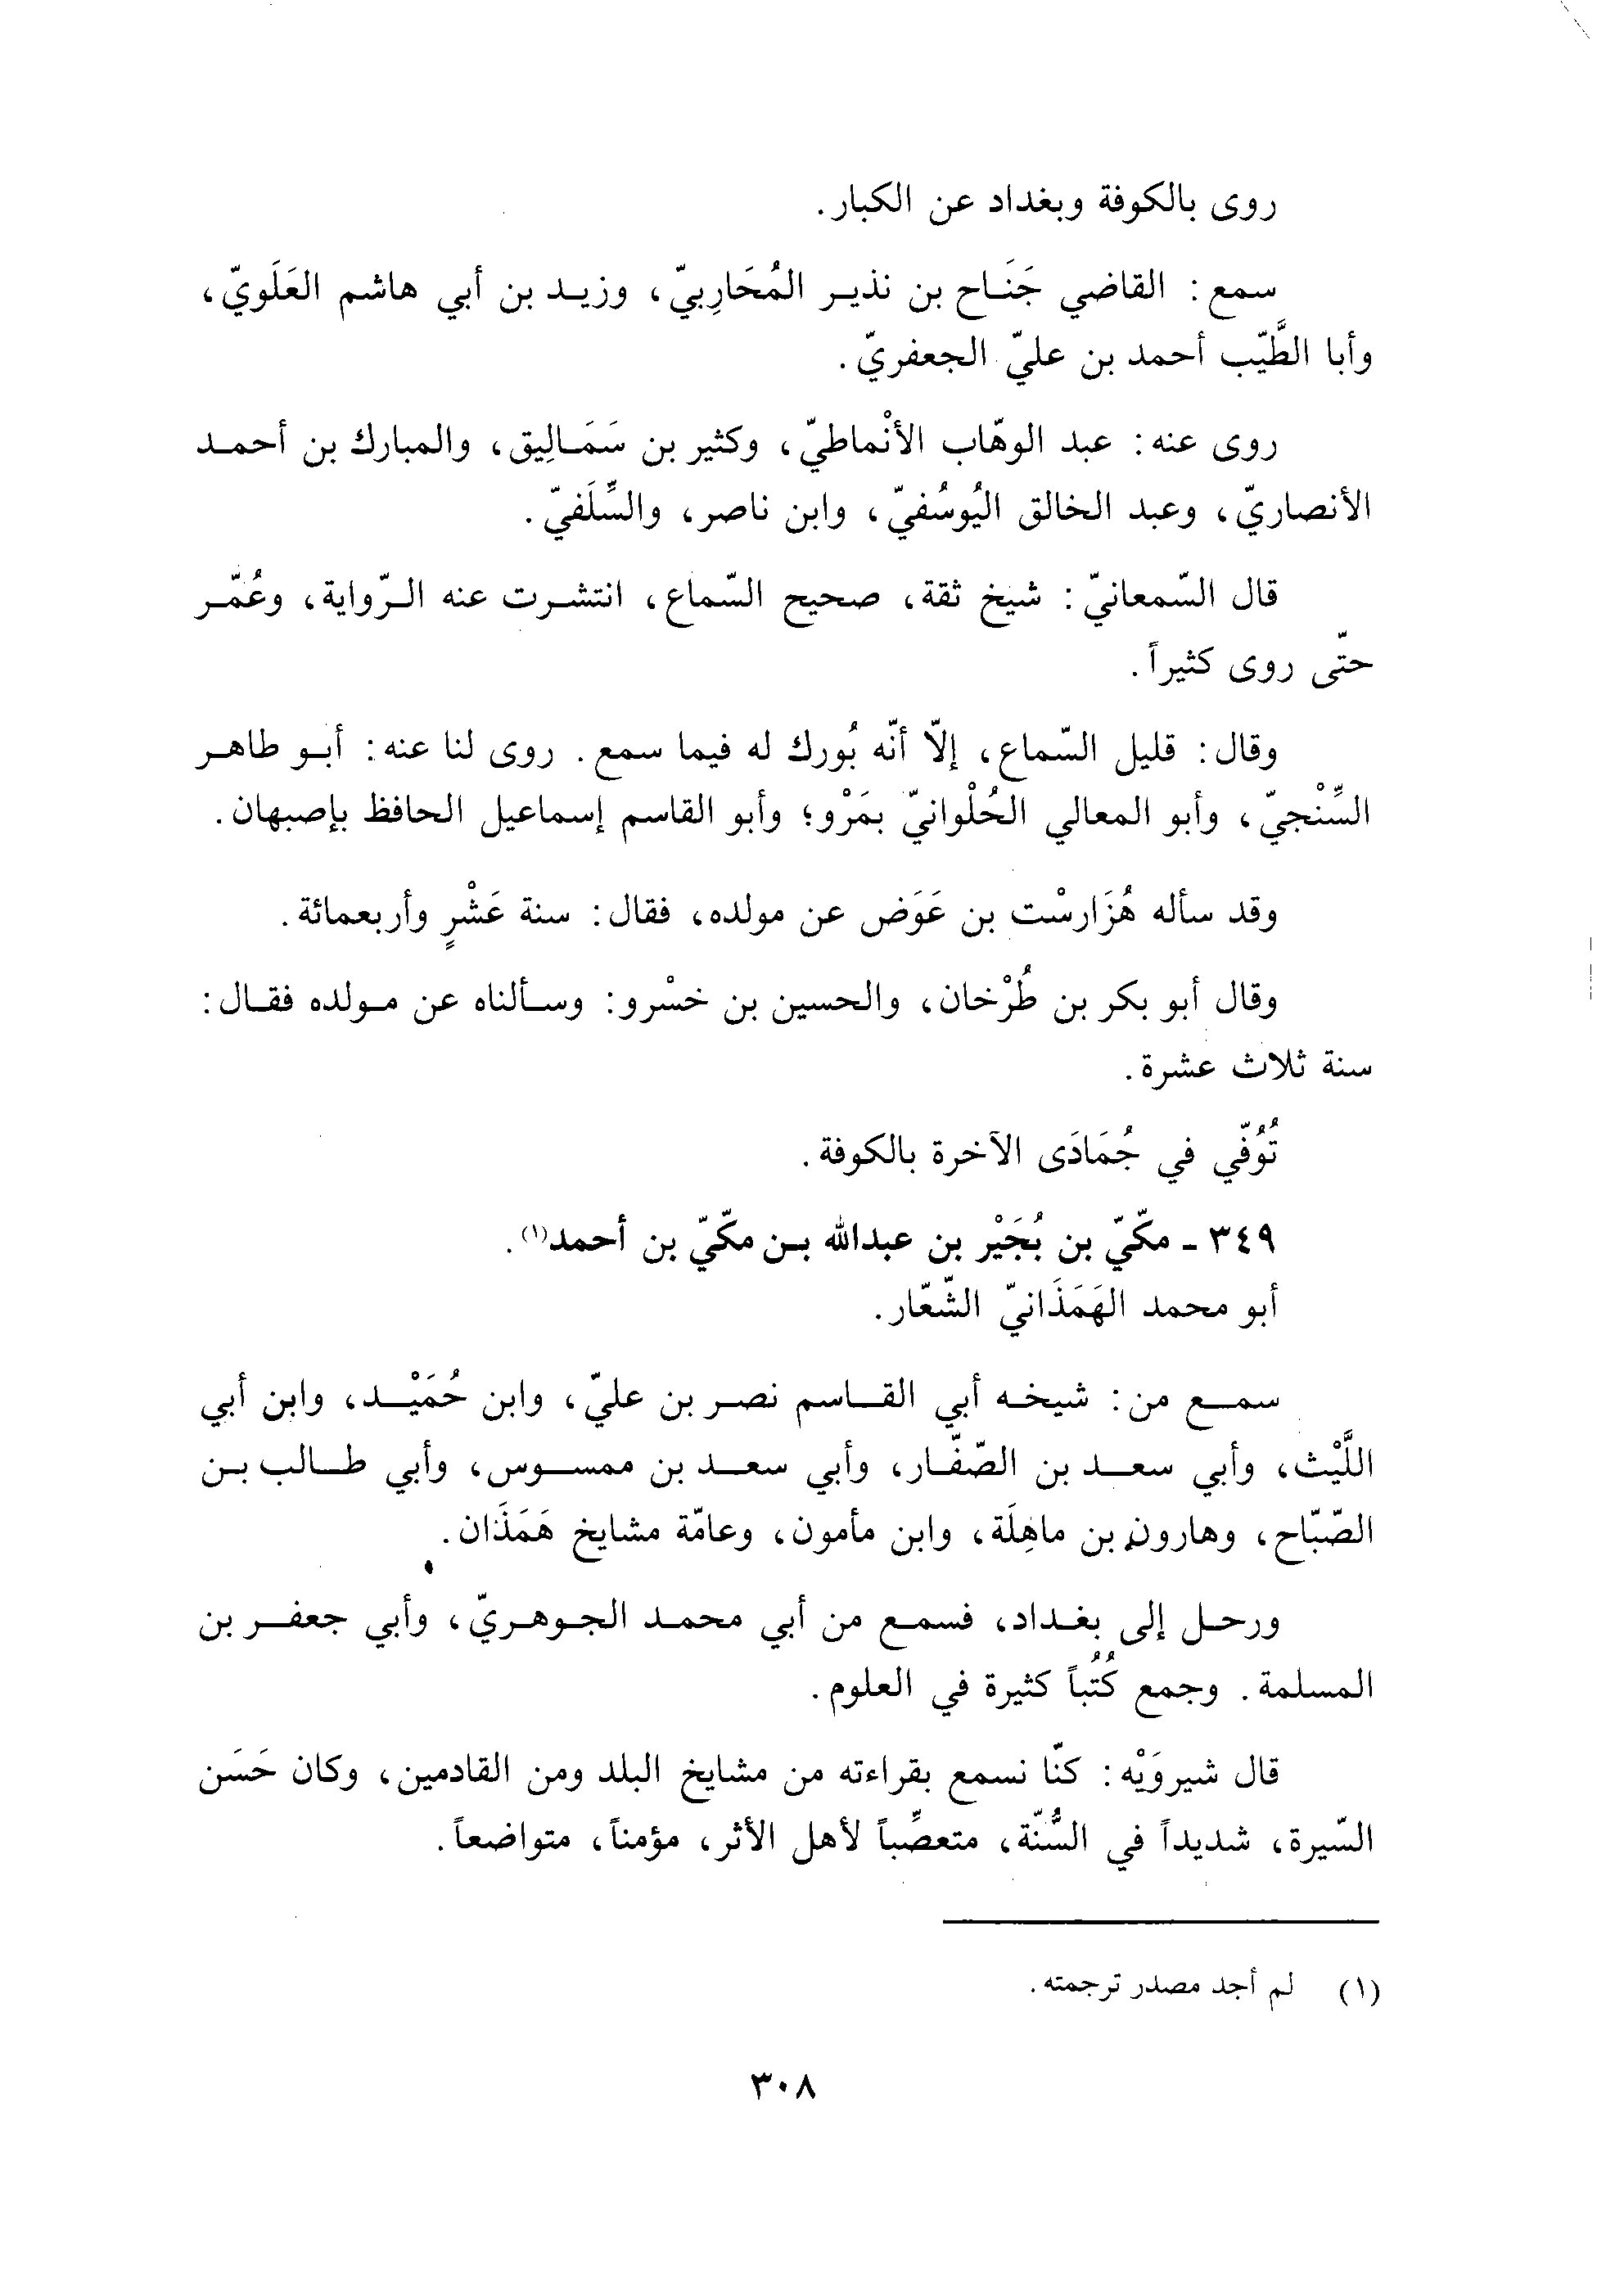 روى بالكوفة وبغداد عن الكبار.
سمع: القاضي جَنَاح بن نذير المُحَارِبيّ، وزيد بن أبي هاشم العَلَويّ،
وأبا الطَّيّب أحمد بن عليّ الجعفريّ.
روى عنه: عبد الوهّاب الأنْماطيّ، وكثير بن سَمَالِيق، والمبارك بن أحمد
الأنصاريّ، وعبد الخالق اليُوسُفيّ، وابن ناصر، والسِّلَفيّ.
قال السّمعانيّ: شيخ ثقة، صحيح السّماع، انتشرت عنه الرّواية، وعُمّر
حتّى روى كثيراً.
وقال: قليل السّماع، إلاّ أنّه بُورك له فيما سمع. روى لنا عنه: أبو طاهر
السِّنْجيّ، وأبو المعالي الحُلْوانيّ بمَرْو؛ وأبو القاسم إسماعيل الحافظ بإصبهان.
وقد سأله هُزَارسْت بن عَوَض عن مولده، فقال: سنة عَشْرٍ وأربعمائة.
وقال أبو بكر بن طُرْخان، والحسين بن خسْرو: وسألناه عن مولده فقال:
سنة ثلاث عشرة.
تُوُفّي في جُمَادَى الآخرة بالكوفة.
٣٤٩ ـ مكّيّ بن بُجَيْر بن عبدالله بن مكّيّ بن أحمد(١).
أبو محمد الهَمَذَانيّ الشّعّار.
سمع من: شيخه أبي القاسم نصر بن عليّ، وابن حُمَيْد، وابن أبي
اللَّيْث، وأبي سعد بن الصّفّار، وأبي سعد بن ممسوس، وأبي طالب بن
الصّبّاح، وهارون بن ماهِلَة، وابن مأمون، وعامّة مشايخ هَمَذَان.
ورحل إلى بغداد، فسمع من أبي محمد الجوهريّ، وأبي جعفر بن
المسلمة. وجمع كُتُباً كثيرة في العلوم.
قال شيروَيْه: كنّا نسمع بقراءته من مشايخ البلد ومن القادمين، وكان حَسَن
السّيرة، شديداً في السُّنّة، متعصِّباً لأهل الأثر، مؤمناً، متواضعاً.
(١) لم أجد مصدر ترجمته.
٣٠٨